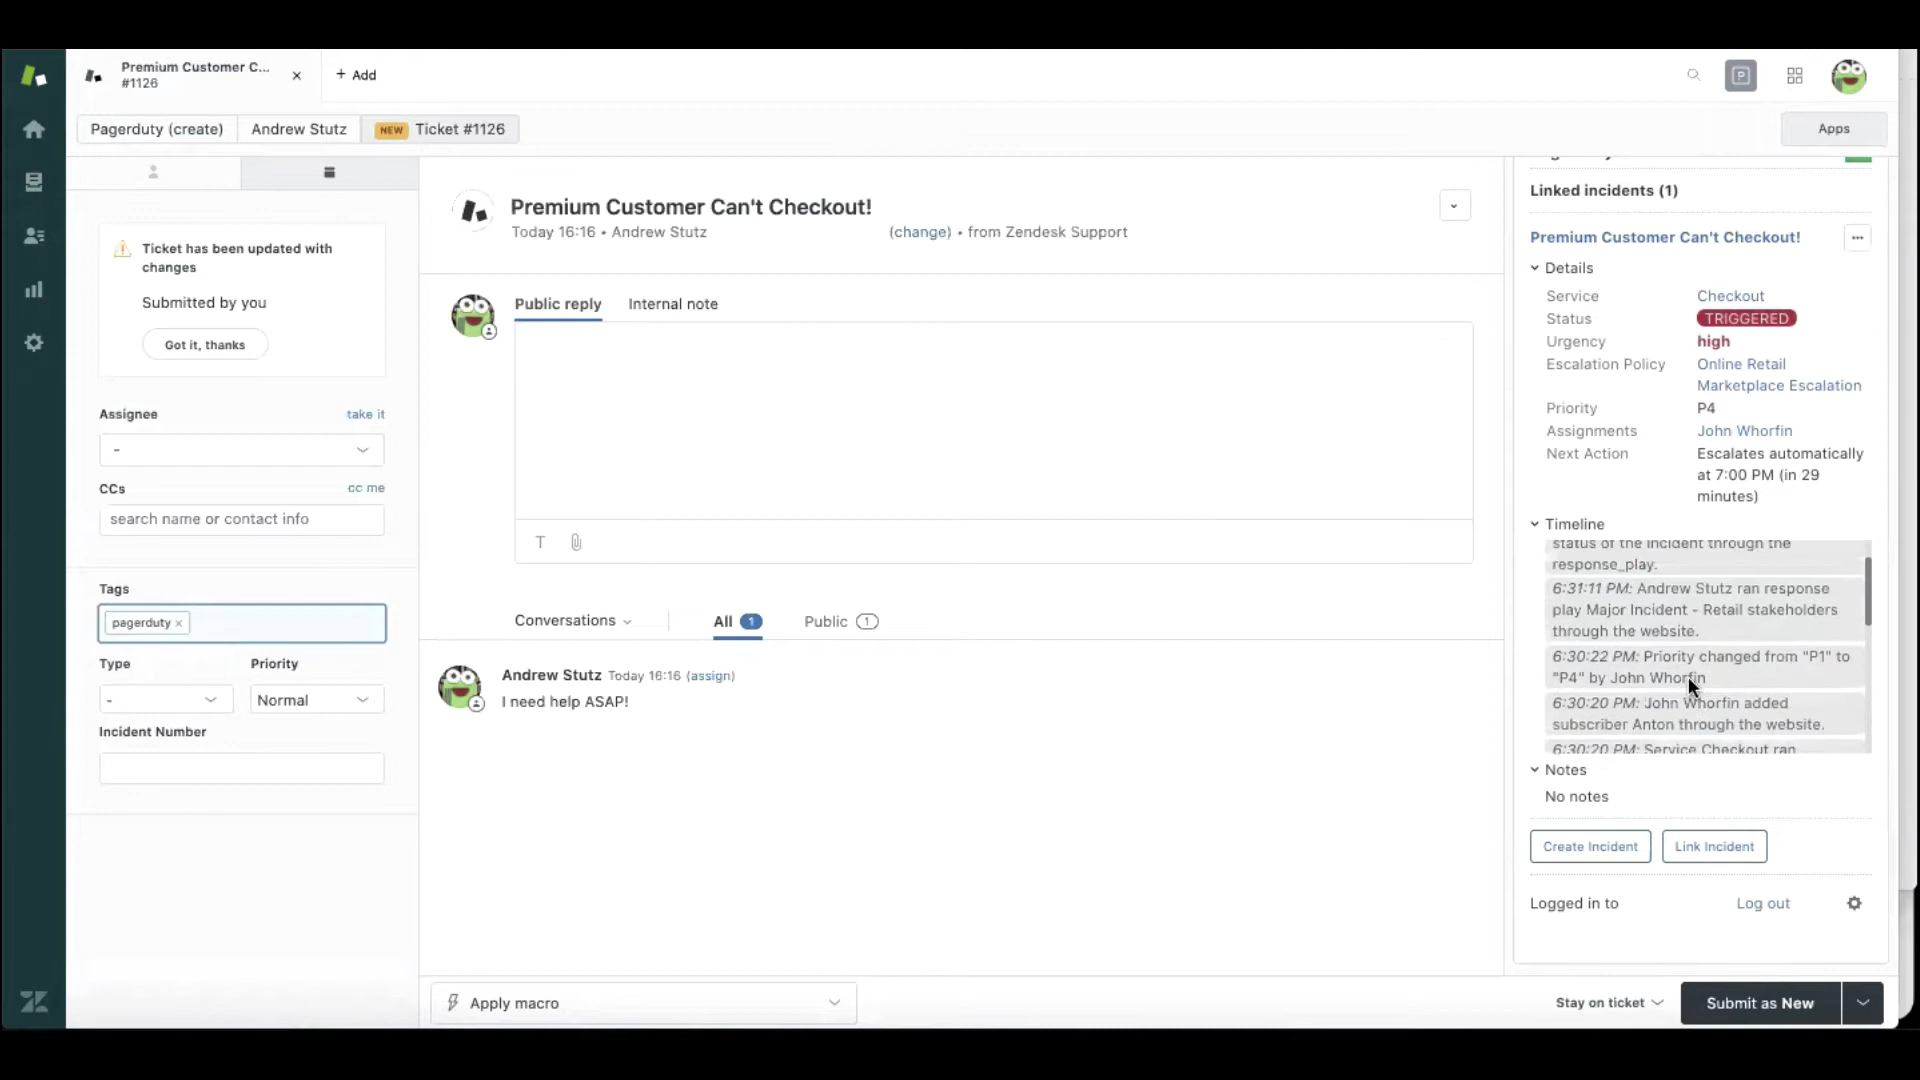 Premium Customer C...
#1126
+ Add
Pagerduty (create)
Andrew Stutz
NEW Ticket #1126
Apps
Ticket has been updated with
changes
Submitted by you
Got it, thanks
Assignee
take it
-
CCs
cc me
search name or contact info
Tags
pagerduty ×
Type
Priority
-
Normal
Incident Number
Premium Customer Can't Checkout!
Today 16:16 • Andrew Stutz
(change) • from Zendesk Support
Public reply
Internal note
T
Conversations
All 1
Public 1
Andrew Stutz Today 16:16 (assign)
I need help ASAP!
Apply macro
Linked incidents (1)
Premium Customer Can't Checkout!
Details
Service Checkout
Status TRIGGERED
Urgency high
Escalation Policy Online Retail
Marketplace Escalation
Priority P4
Assignments John Whorfin
Next Action Escalates automatically
at 7:00 PM (in 29
minutes)
Timeline
status of the incident through the
response_play.
6:31:11 PM: Andrew Stutz ran response
play Major Incident - Retail stakeholders
through the website.
6:30:22 PM: Priority changed from "P1" to
"P4" by John Whorfin
6:30:20 PM: John Whorfin added
subscriber Anton through the website.
6:30:20 PM: Service Checkout ran
Notes
No notes
Create Incident
Link Incident
Logged in to
Log out
Stay on ticket
Submit as New